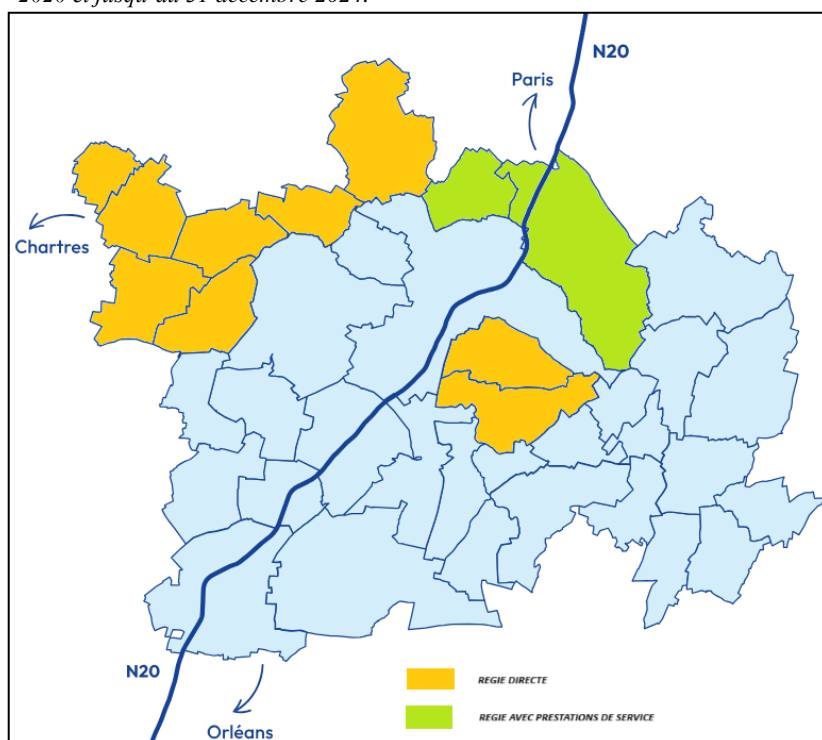 2020 et jusqu'au 31 décembre 2024.
N20
Paris
Chartres
N20
Orléans
REGIE DIRECTE
REGIE AVEC PRESTATIONS DE SERVICE